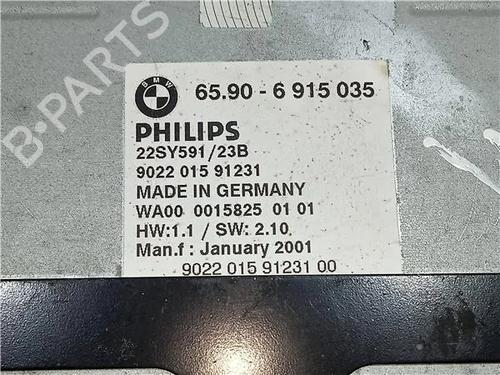 B-PARTS
BMW
65.90 - 6 915 035
PHILIPS
22SY591/23B
9022 015 91231
MADE IN GERMANY
WA00 0015825 01 01
HW:1.1 / SW: 2.10
Man.f : January 2001
9022 015 91231 00